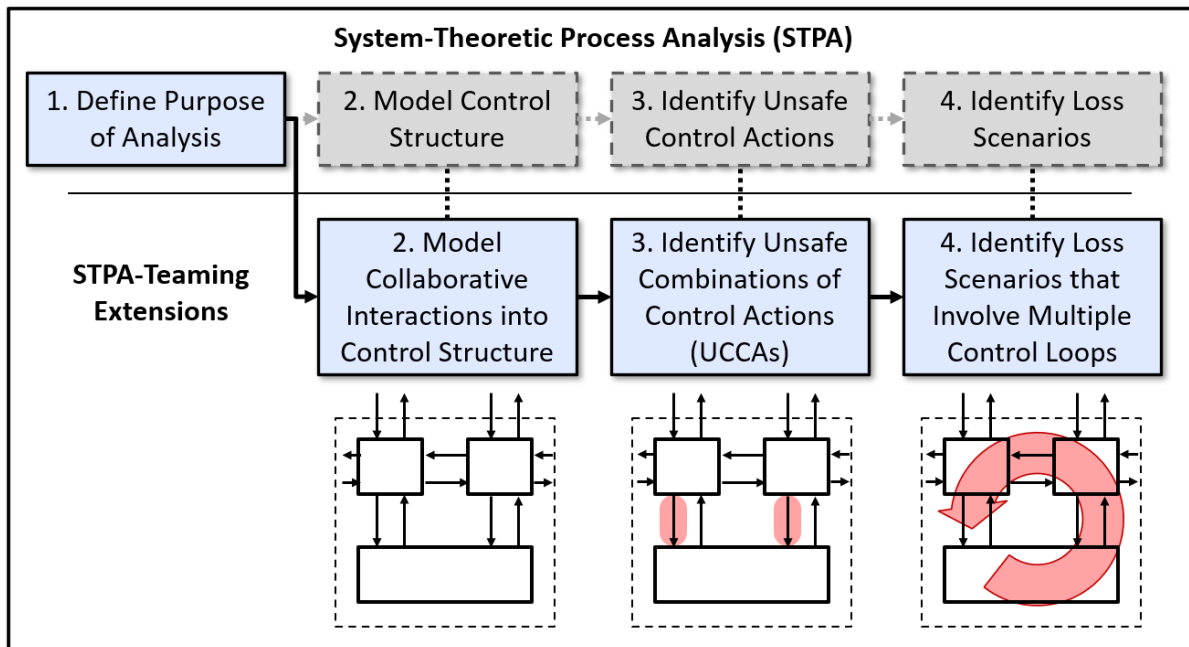 System-Theoretic Process Analysis (STPA)
1. Define Purpose
of Analysis
2. Model Control
Structure
3. Identify Unsafe
Control Actions
4. Identify Loss
Scenarios
STPA-Teaming
Extensions
2. Model
Collaborative
Interactions into
Control Structure
3. Identify Unsafe
Combinations of
Control Actions
(UCCAs)
4. Identify Loss
Scenarios that
Involve Multiple
Control Loops